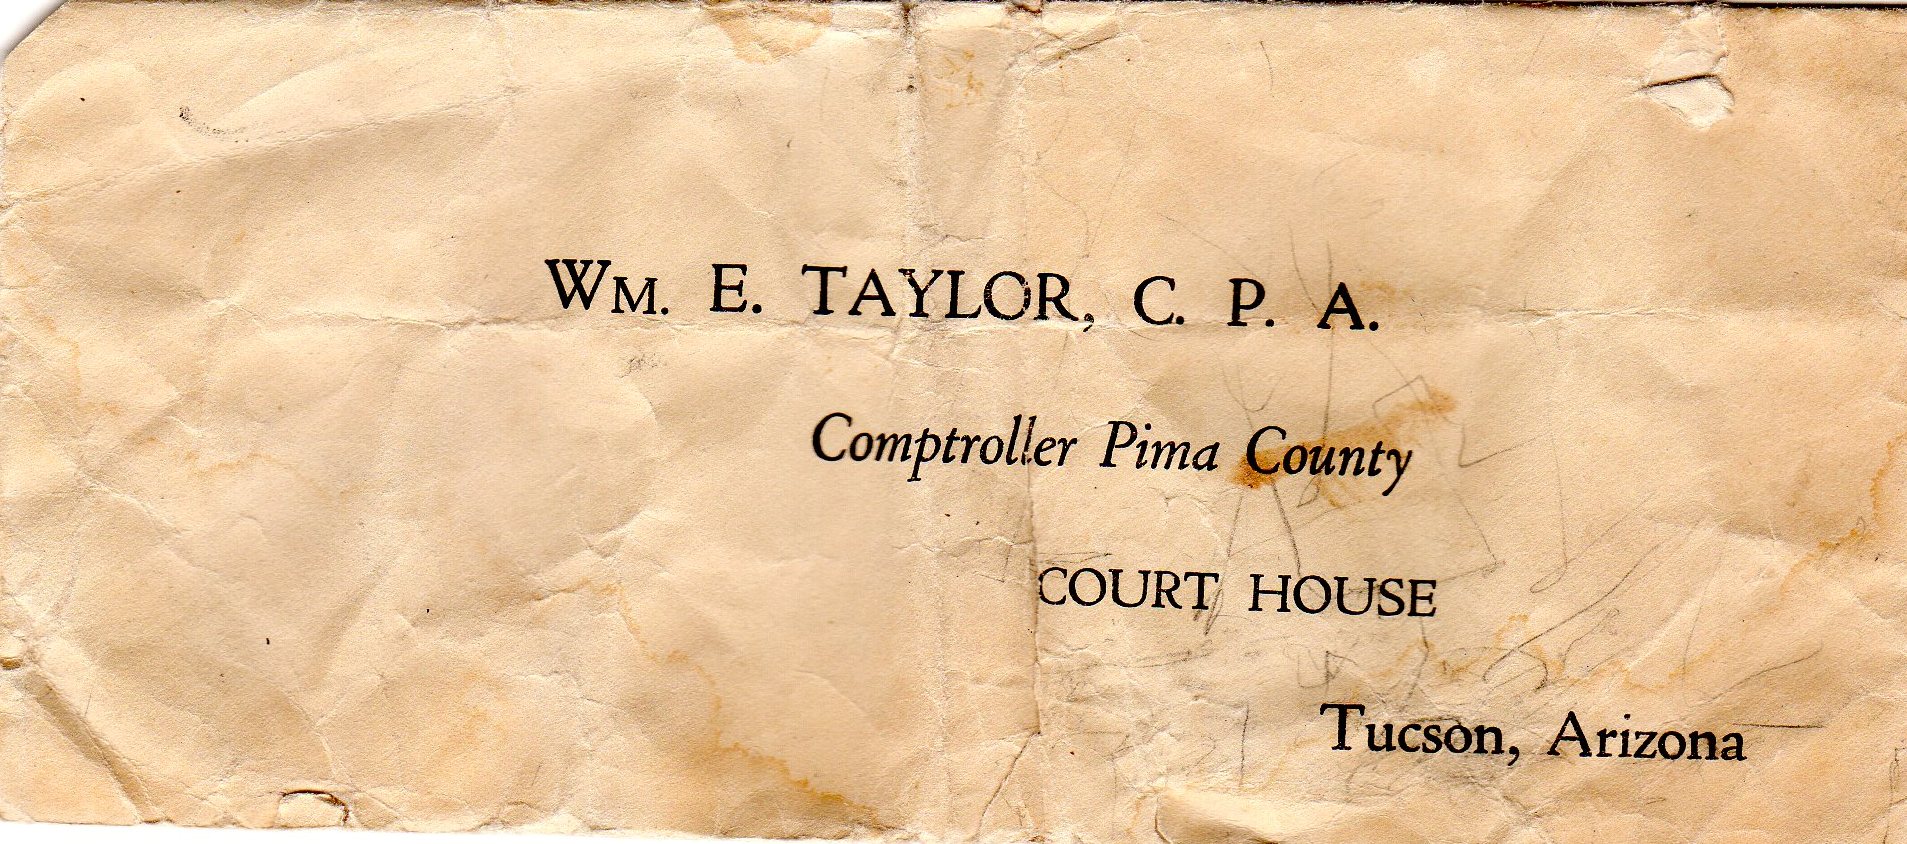 WM. E. TAYLOR, C. P. A.
Comptroller Pima County
COURT HOUSE
Tucson, Arizona